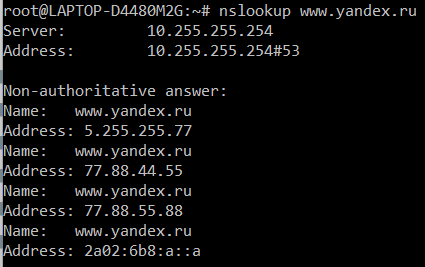 root@LAPTOP-D4480M2G:~# nslookup www.yandex.ru
Server:         10.255.255.254
Address:        10.255.255.254#53

Non-authoritative answer:
Name:   www.yandex.ru
Address: 5.255.255.77
Name:   www.yandex.ru
Address: 77.88.44.55
Name:   www.yandex.ru
Address: 77.88.55.88
Name:   www.yandex.ru
Address: 2a02:6b8:a::a